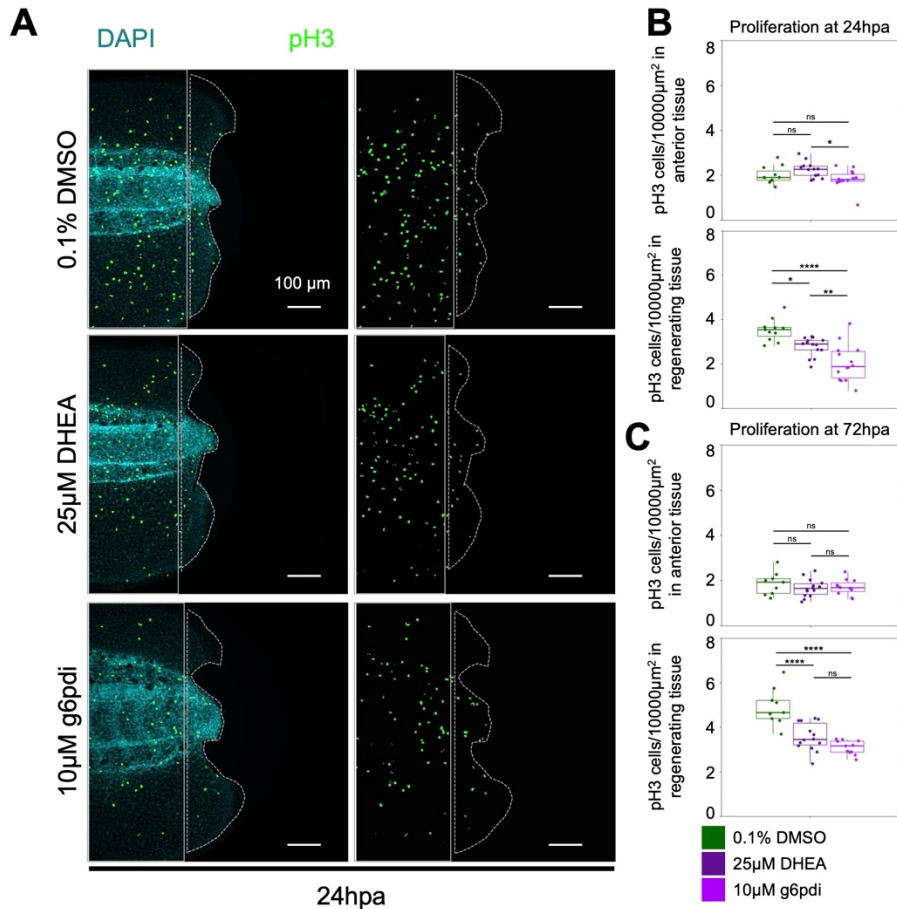 A
DAPI
pH3
0.1% DMSO
100 µm
25µM DHEA
10µM g6pdi
24hpa
B
Proliferation at 24hpa
pH3 cells/10000µm² in
anterior tissue
8
6
4
2
0
ns
ns
*
pH3 cells/10000µm² in
regenerating tissue
8
6
4
2
0
****
*
**
C
Proliferation at 72hpa
pH3 cells/10000µm² in
in anterior tissue
8
6
4
2
0
ns
ns
ns
pH3 cells/10000µm² in
regenerating tissue
8
6
4
2
0
****
****
ns
0.1% DMSO
25µM DHEA
10µM g6pdi